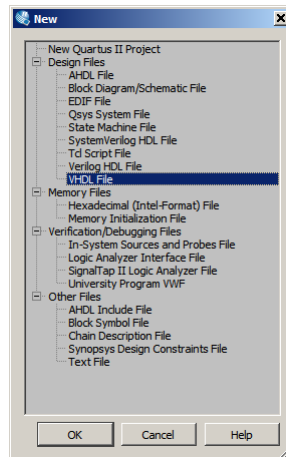 New
New Quartus II Project
Design Files
AHDL File
Block Diagram/Schematic File
EDIF File
Qsys System File
State Machine File
SystemVerilog HDL File
Tcl Script File
Verilog HDL File
VHDL File
Memory Files
Hexadecimal (Intel-Format) File
Memory Initialization File
Verification/Debugging Files
In-System Sources and Probes File
Logic Analyzer Interface File
SignalTap II Logic Analyzer File
University Program VWF
Other Files
AHDL Include File
Block Symbol File
Chain Description File
Synopsys Design Constraints File
Text File
OK Cancel Help